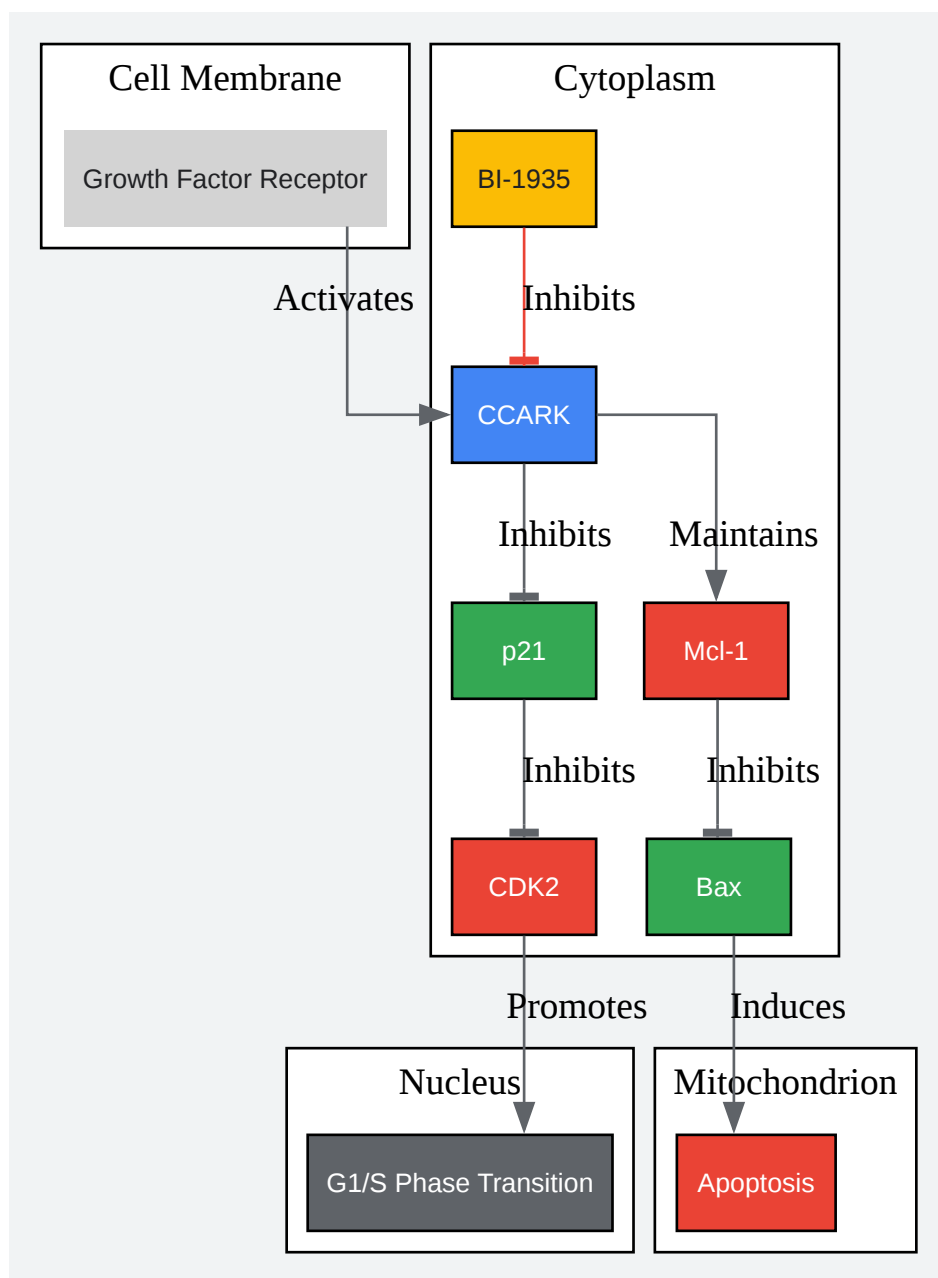 Cell Membrane
Cytoplasm
Growth Factor Receptor
BI-1935
Activates
Inhibits
CCARK
Inhibits
Maintains
p21
Mcl-1
Inhibits
Inhibits
CDK2
Bax
Promotes
Induces
Nucleus
Mitochondrion
G1/S Phase Transition
Apoptosis